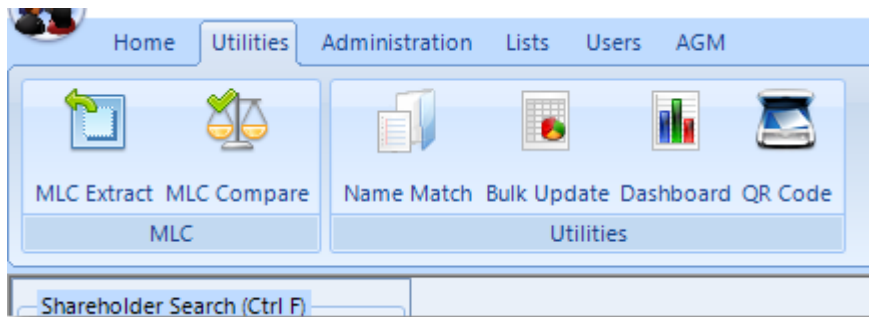 Home Utilities Administration Lists Users AGM
MLC Extract MLC Compare Name Match Bulk Update Dashboard QR Code
MLC Utilities
Shareholder Search (Ctrl F)